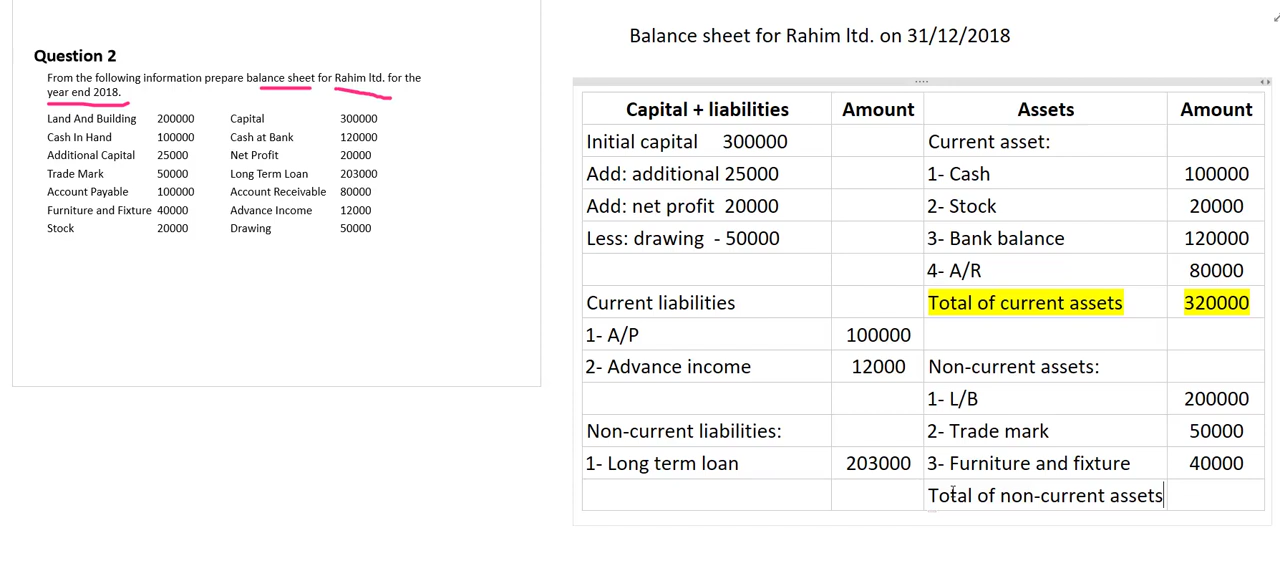 Question 2
From the following information prepare balance sheet for Rahim ltd. for the
year end 2018.
Land And Building 200000 Capital 300000
Cash In Hand 100000 Cash at Bank 120000
Additional Capital 25000 Net Profit 20000
Trade Mark 50000 Long Term Loan 203000
Account Payable 100000 Account Receivable 80000
Furniture and Fixture 40000 Advance Income 12000
Stock 20000 Drawing 50000
Balance sheet for Rahim ltd. on 31/12/2018
Capital + liabilities Amount Assets Amount
Initial capital 300000 Current asset:
Add: additional 25000 1- Cash 100000
Add: net profit 20000 2- Stock 20000
Less: drawing - 50000 3- Bank balance 120000
4- A/R 80000
Current liabilities Total of current assets 320000
1- A/P 100000
2- Advance income 12000 Non-current assets:
1- L/B 200000
Non-current liabilities: 2- Trade mark 50000
1- Long term loan 203000 3- Furniture and fixture 40000
Total of non-current assets